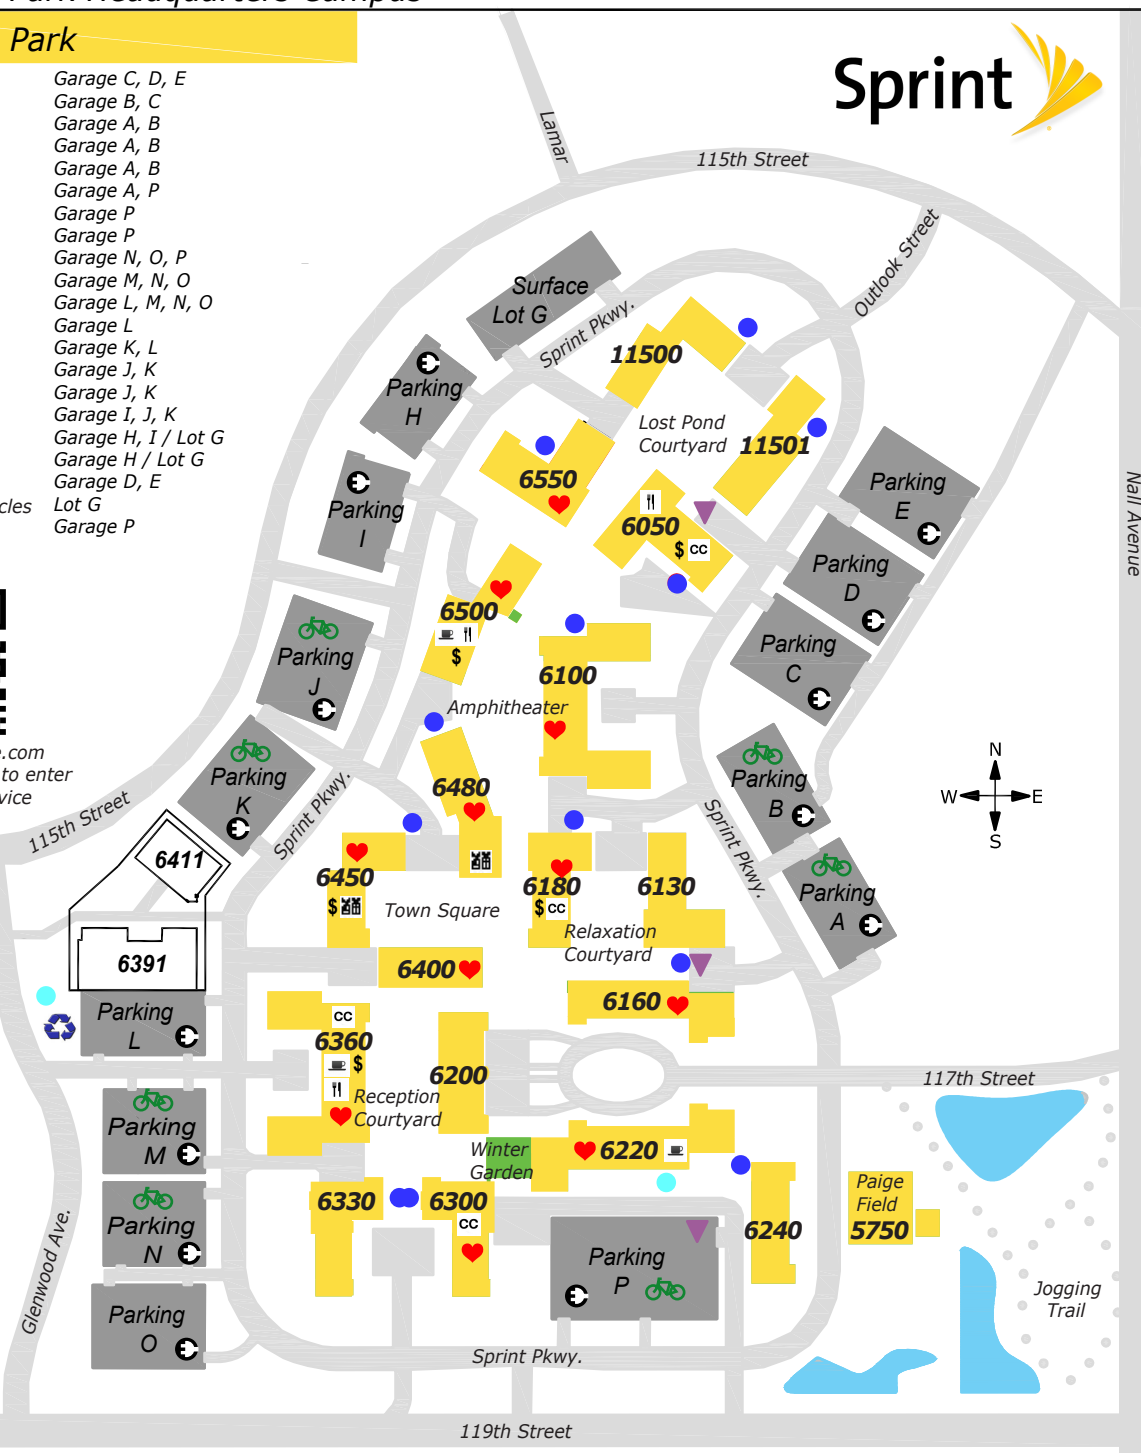 Park
Garage C, D, E
Garage B, C
Garage A, B
Garage A, B
Garage A, B
Garage A, P
Garage P
Garage P
Garage N, O, P
Garage M, N, O
Garage L, M, N, O
Garage L
Garage K, L
Garage J, K
Garage J, K
Garage I, J, K
Garage H, I / Lot G
Garage H / Lot G
Garage D, E
Lot G
Garage P
to enter
Sprint
Lamar
115th Street
Outlook Street
Surface
Lot G
Sprint Pkwy.
11500
Parking
H
Lost Pond
Courtyard
11501
6550
Parking
E
Nall Avenue
Parking
I
6050
$ CC
Parking
D
6500
$
Parking
C
Parking
J
6100
Amphitheater
Parking
K
6480
Parking
B
N
W
E
S
115th Street
Sprint Pkwy.
Sprint Pkwy.
6411
6450
$
6180
$ CC
6130
Parking
A
Town Square
Relaxation
Courtyard
6391
6400
6160
Parking
L
CC
6360
$
6200
117th Street
Reception
Courtyard
Parking
M
Winter
Garden
6220
Paige
Field
5750
6330
6300
CC
6240
Parking
N
Glenwood Ave.
Parking
P
Jogging
Trail
Parking
O
Sprint Pkwy.
119th Street